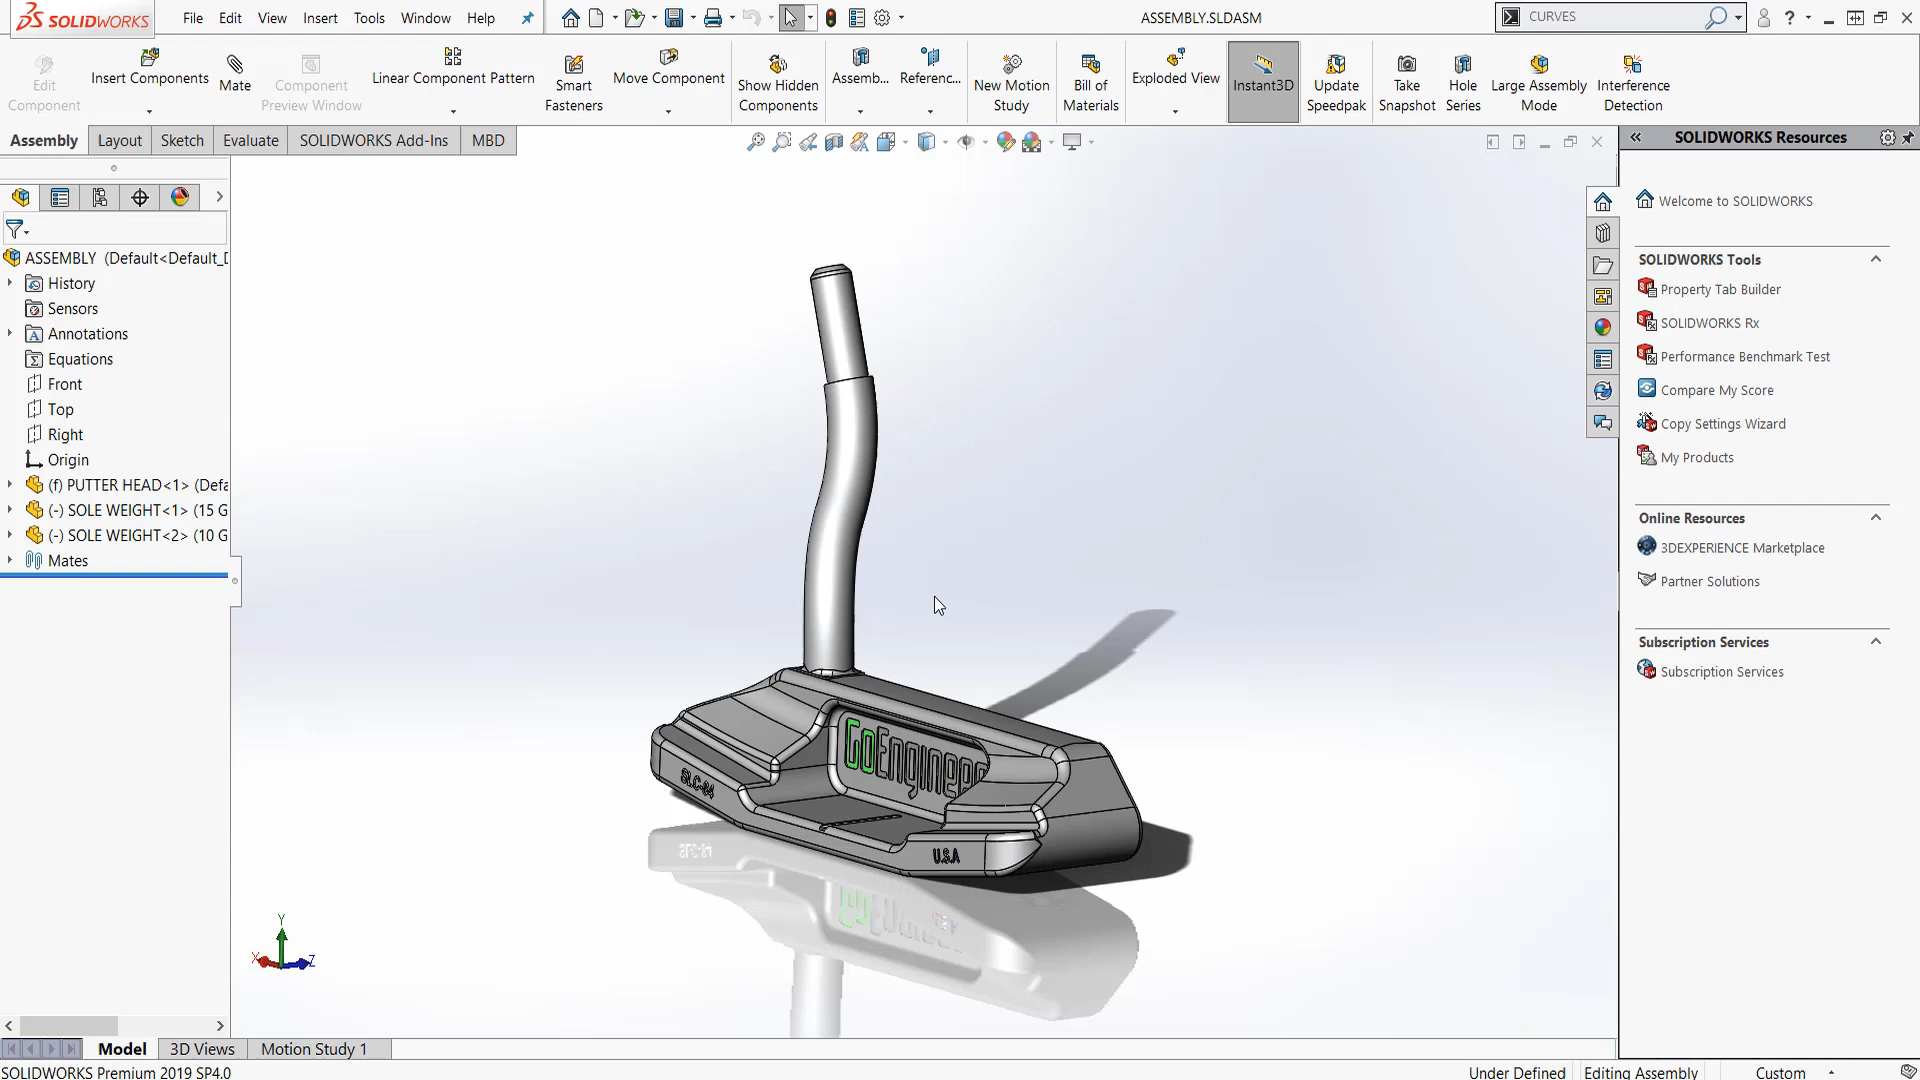 SOLIDWORKS File Edit View Insert Tools Window Help ASSEMBLY.SLDASM CURVES ?
Edit Component
Insert Components
Mate
Component Preview Window
Linear Component Pattern
Smart Fasteners
Move Component
Show Hidden Components
Assemb...
Referenc...
New Motion Study
Bill of Materials
Exploded View
Instant3D
Update Speedpak
Take Snapshot
Hole Series
Large Assembly Mode
Interference Detection
Assembly Layout Sketch Evaluate SOLIDWORKS Add-Ins MBD
ASSEMBLY (Default<Default_D
History
Sensors
Annotations
Equations
Front
Top
Right
Origin
(f) PUTTER HEAD<1> (Defa
(-) SOLE WEIGHT<1> (15 G
(-) SOLE WEIGHT<2> (10 G
Mates
GoEnginee
SLC-84
U.S.A
Y
X
Z
SOLIDWORKS Resources
Welcome to SOLIDWORKS
SOLIDWORKS Tools
Property Tab Builder
SOLIDWORKS Rx
Performance Benchmark Test
Compare My Score
Copy Settings Wizard
My Products
Online Resources
3DEXPERIENCE Marketplace
Partner Solutions
Subscription Services
Subscription Services
Model 3D Views Motion Study 1
SOLIDWORKS Premium 2019 SP4.0 Under Defined Editing Assembly Custom